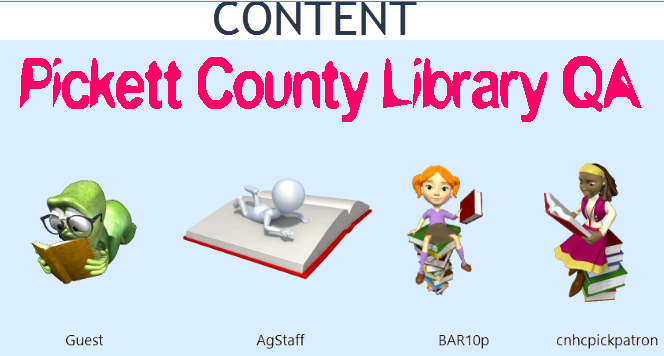 CONTENT
Pickett County Library QA
Guest AgStaff BAR10p cnhcpickpatron